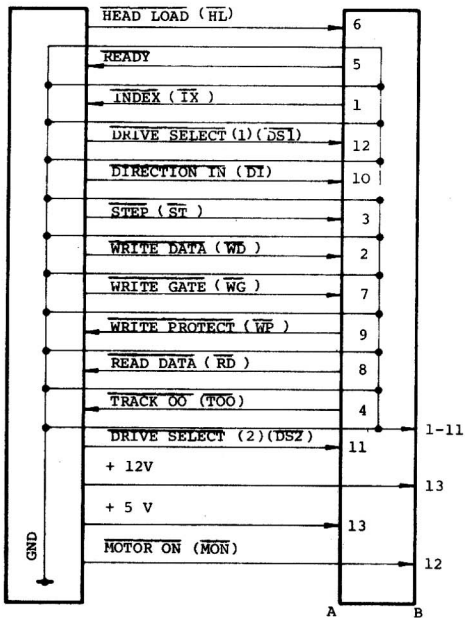 HEAD LOAD (HL)
6
READY
5
INDEX (IX)
1
DRIVE SELECT(1)(DS1)
12
DIRECTION IN (DI)
10
STEP (ST)
3
WRITE DATA (WD)
2
WRITE GATE (WG)
7
WRITE PROTECT (WP)
9
READ DATA (RD)
8
TRACK OO (TOO)
4
1-11
DRIVE SELECT (2)(DS2)
11
+ 12V
13
+ 5 V
13
GND
MOTOR ON (MON)
12
A B